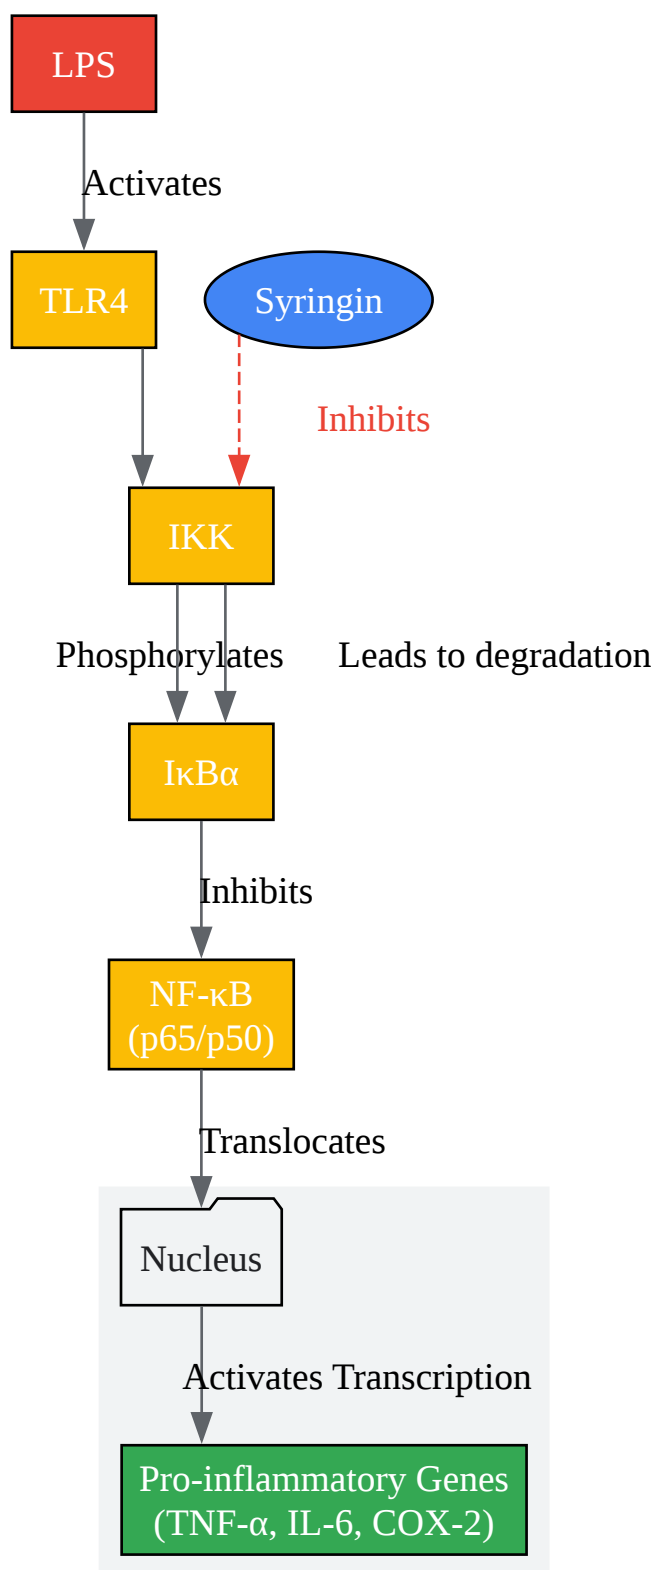 LPS
Activates
TLR4
Syringin
Inhibits
IKK
Phosphorylates
Leads to degradation
IκBα
Inhibits
NF-κB
(p65/p50)
Translocates
Nucleus
Activates Transcription
Pro-inflammatory Genes
(TNF-α, IL-6, COX-2)